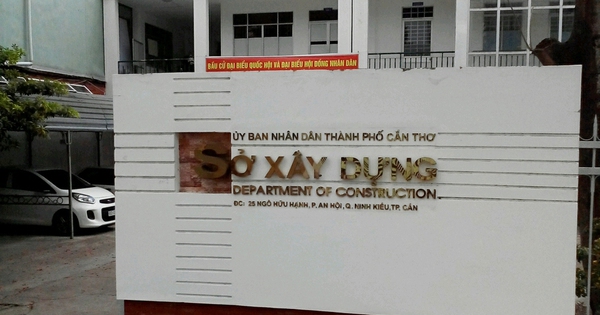 BẦU CỬ ĐẠI BIỂU QUỐC HỘI VÀ ĐẠI BIỂU HỘI ĐỒNG NHÂN DÂN
ỦY BAN NHÂN DÂN THÀNH PHỐ CẦN THƠ
SỞ XÂY DỰNG
DEPARTMENT OF CONSTRUCTION
ĐC: 25 NGÔ HỮU HẠNH, P. AN HỘI, Q. NINH KIỀU, TP. CẦN